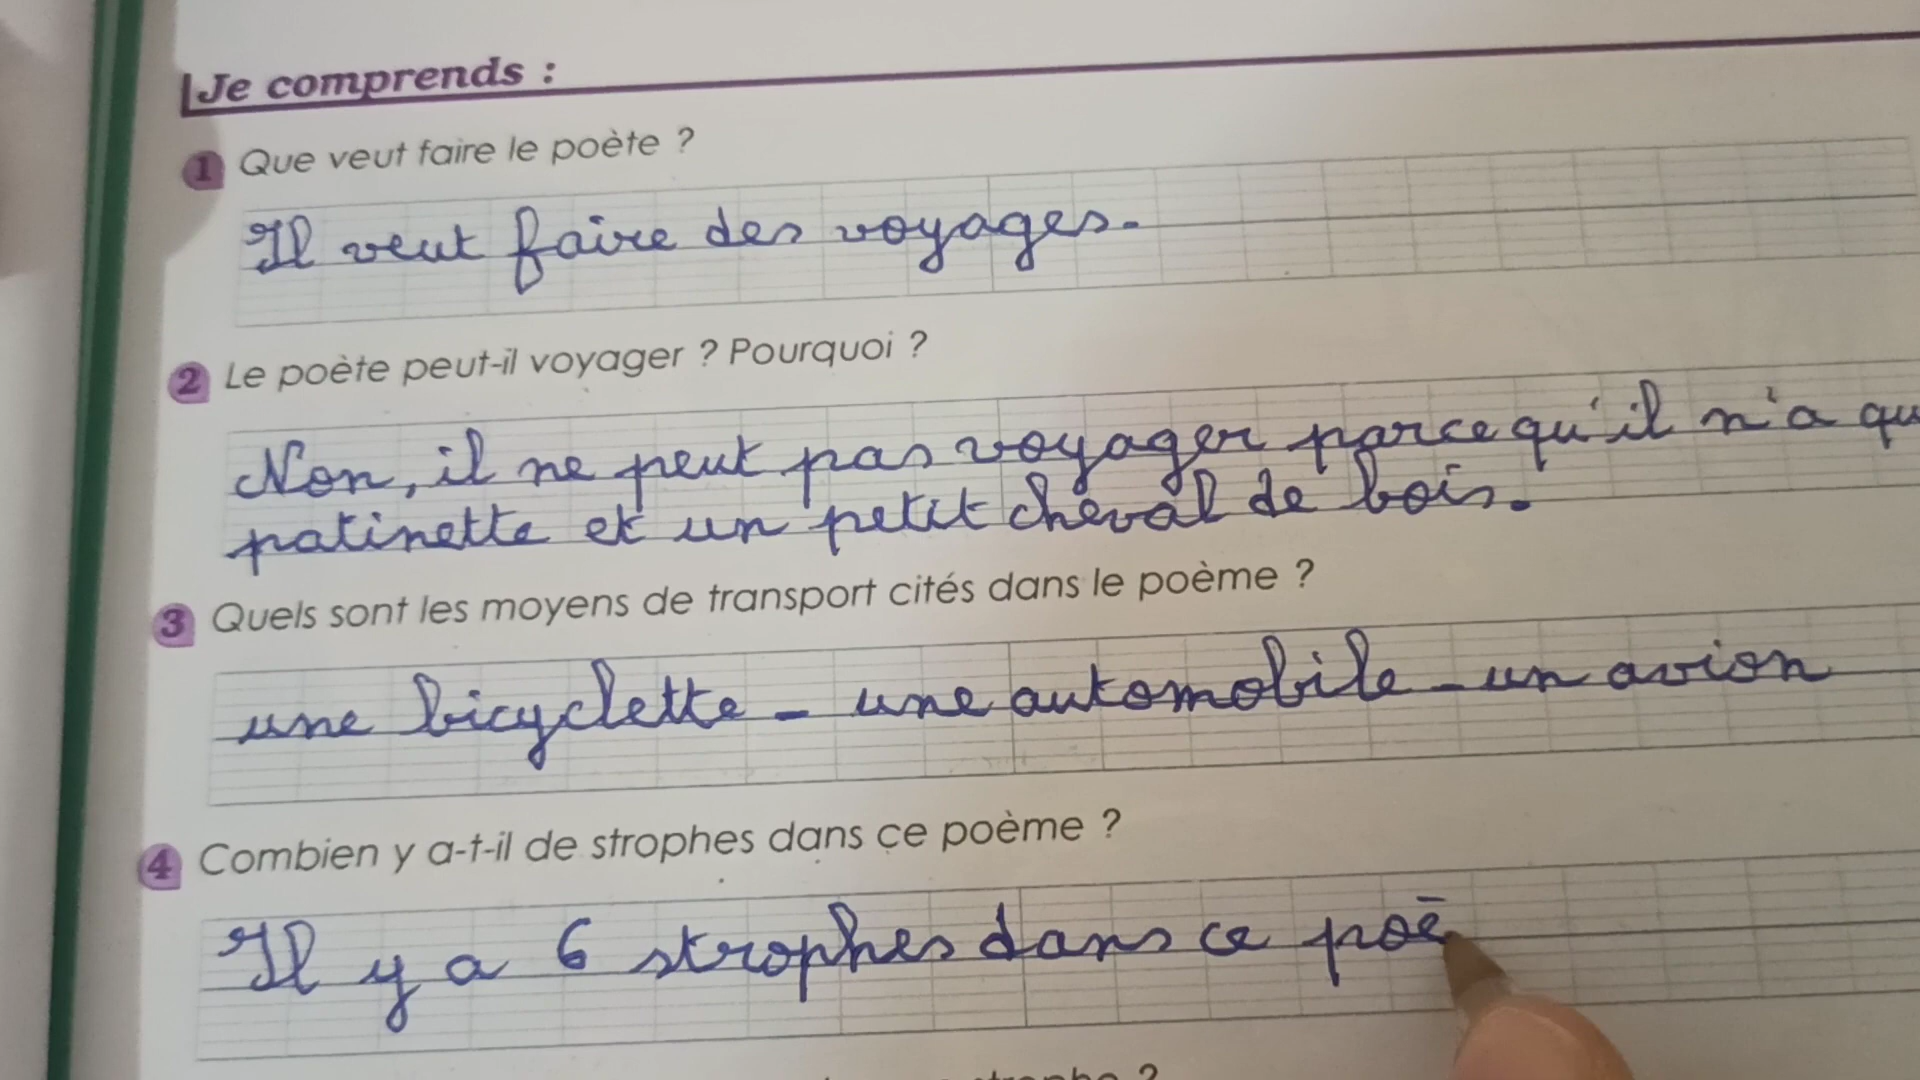 Je comprends :
1 Que veut faire le poète ?
Il veut faire des voyages.
2 Le poète peut-il voyager ? Pourquoi ?
Non, il ne peut pas voyager parce qu'il n'a qu
patinette et un petit cheval de bois.
3 Quels sont les moyens de transport cités dans le poème ?
une bicyclette - une automobile - un avion
4 Combien y a-t-il de strophes dans ce poème ?
Il y a 6 strophes dans ce poè